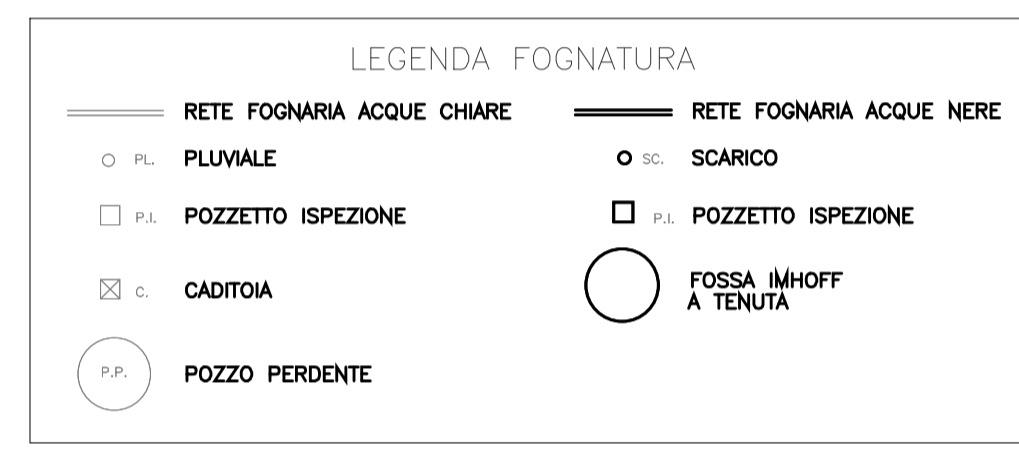 LEGENDA FOGNATURA
RETE FOGNARIA ACQUE CHIARE
PL. PLUVIALE
P.I. POZZETTO ISPEZIONE
C. CADITOIA
P.P. POZZO PERDENTE
RETE FOGNARIA ACQUE NERE
SC. SCARICO
P.I. POZZETTO ISPEZIONE
FOSSA IMHOFF
A TENUTA